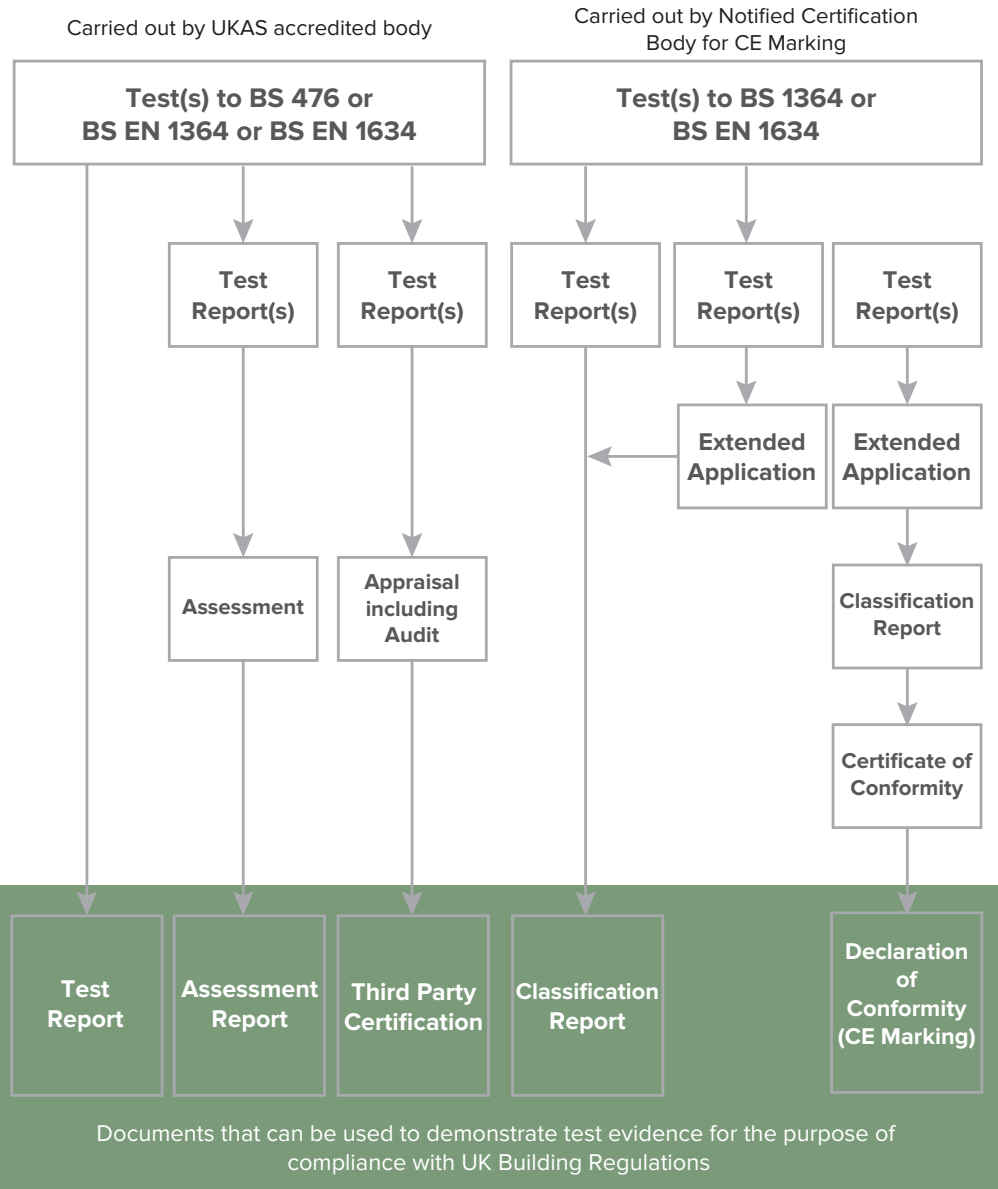 Carried out by UKAS accredited body
Carried out by Notified Certification
Body for CE Marking
Test(s) to BS 476 or
BS EN 1364 or BS EN 1634
Test(s) to BS 1364 or
BS EN 1634
Test
Report(s)
Test
Report(s)
Test
Report(s)
Test
Report(s)
Test
Report(s)
Extended
Application
Extended
Application
Assessment
Appraisal
including
Audit
Classification
Report
Certificate of
Conformity
Test
Report
Assessment
Report
Third Party
Certification
Classification
Report
Declaration
of
Conformity
(CE Marking)
Documents that can be used to demonstrate test evidence for the purpose of
compliance with UK Building Regulations